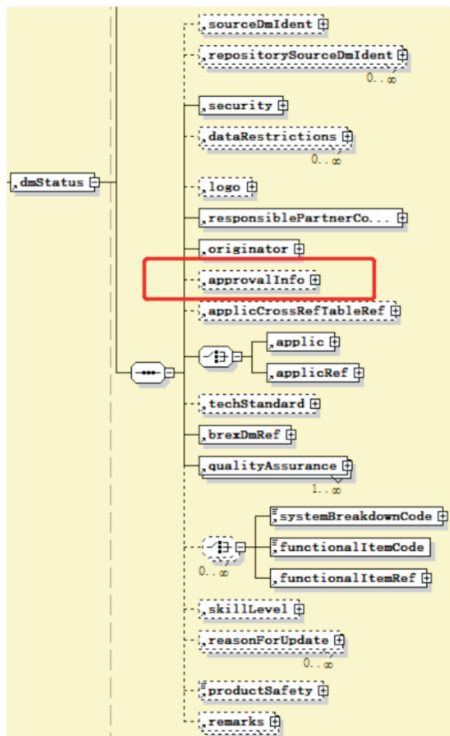 sourceDmIdent
repositorySourceDmIdent
0..∞
security
dataRestrictions
0..∞
dmStatus
logo
responsiblePartnerCo...
originator
approvalInfo
applicCrossRefTableRef
applic
applicRef
techStandard
brexDmRef
qualityAssurance
1..∞
systemBreakdownCode
functionalItemCode
0..∞
functionalItemRef
skillLevel
reasonForUpdate
0..∞
productSafety
remarks